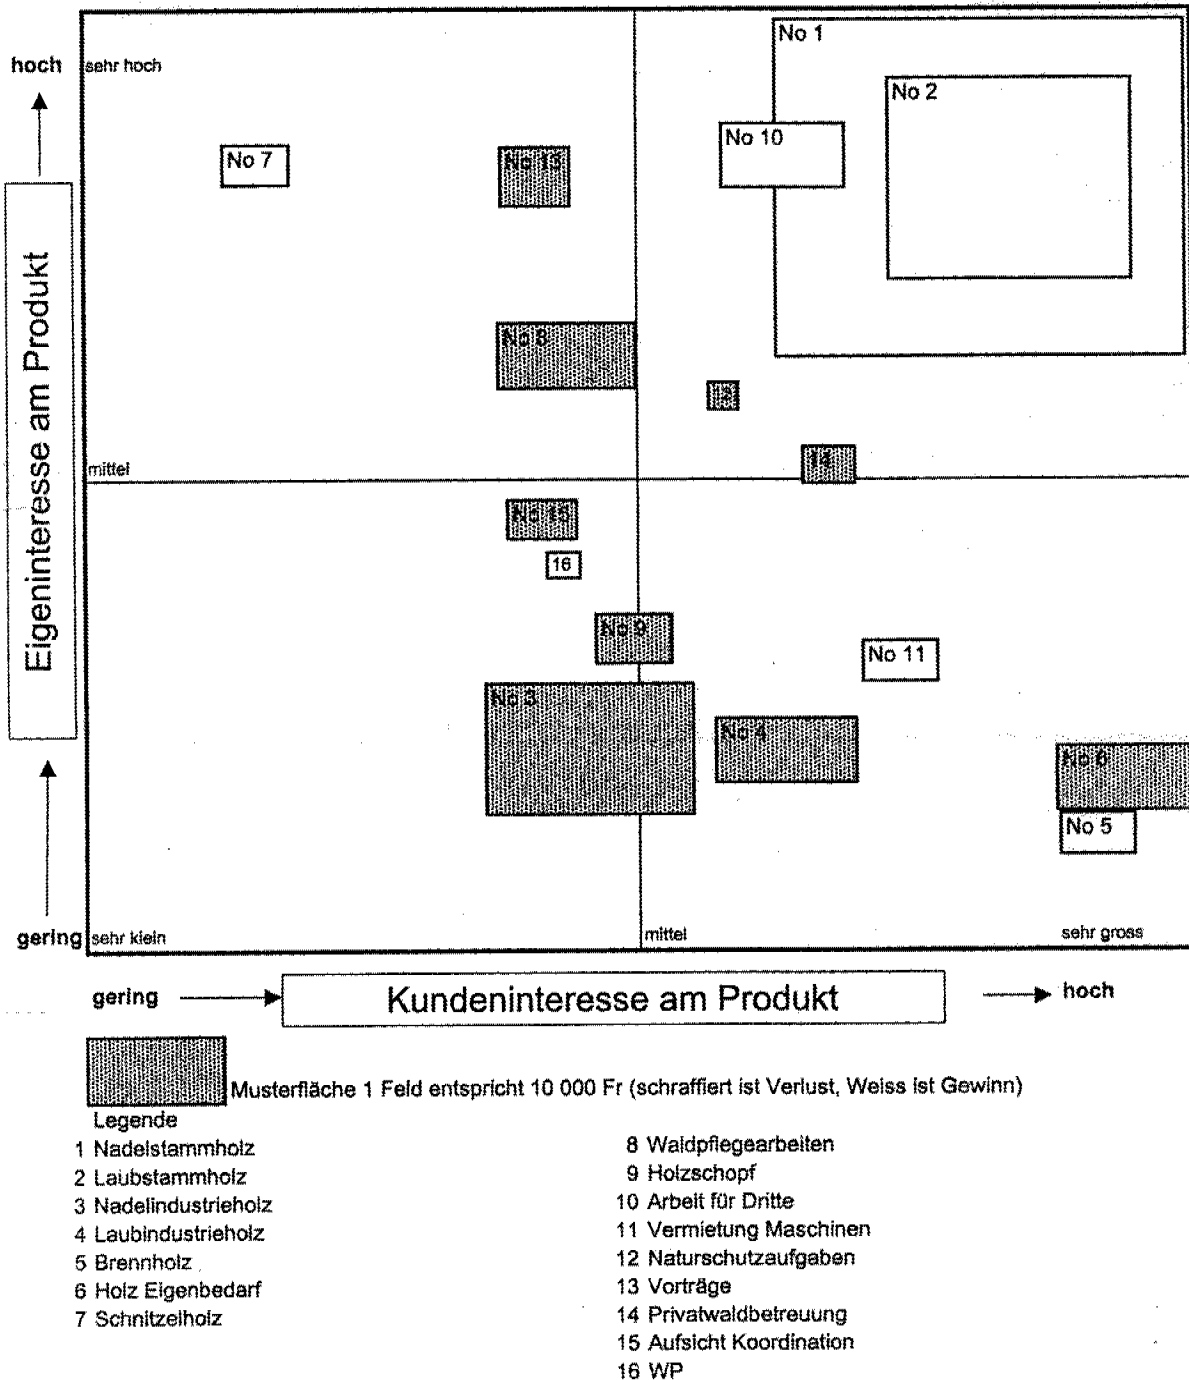 No 1
hoch
sehr hoch
No 2
No 10
No 7
No 13
Eigeninteresse am Produkt
No 8
12
mittel
14
No 15
16
No 9
No 11
No 3
No 4
No 6
No 5
gering
sehr klein
mittel
sehr gross
gering
Kundeninteresse am Produkt
hoch
Musterfläche 1 Feld entspricht 10 000 Fr (schraffiert ist Verlust, Weiss ist Gewinn)
Legende
1 Nadelstammholz
2 Laubstammholz
3 Nadelindustrieholz
4 Laubindustrieholz
5 Brennholz
6 Holz Eigenbedarf
7 Schnitzelholz
8 Waldpflegearbeiten
9 Holzschopf
10 Arbeit für Dritte
11 Vermietung Maschinen
12 Naturschutzaufgaben
13 Vorträge
14 Privatwaldbetreuung
15 Aufsicht Koordination
16 WP